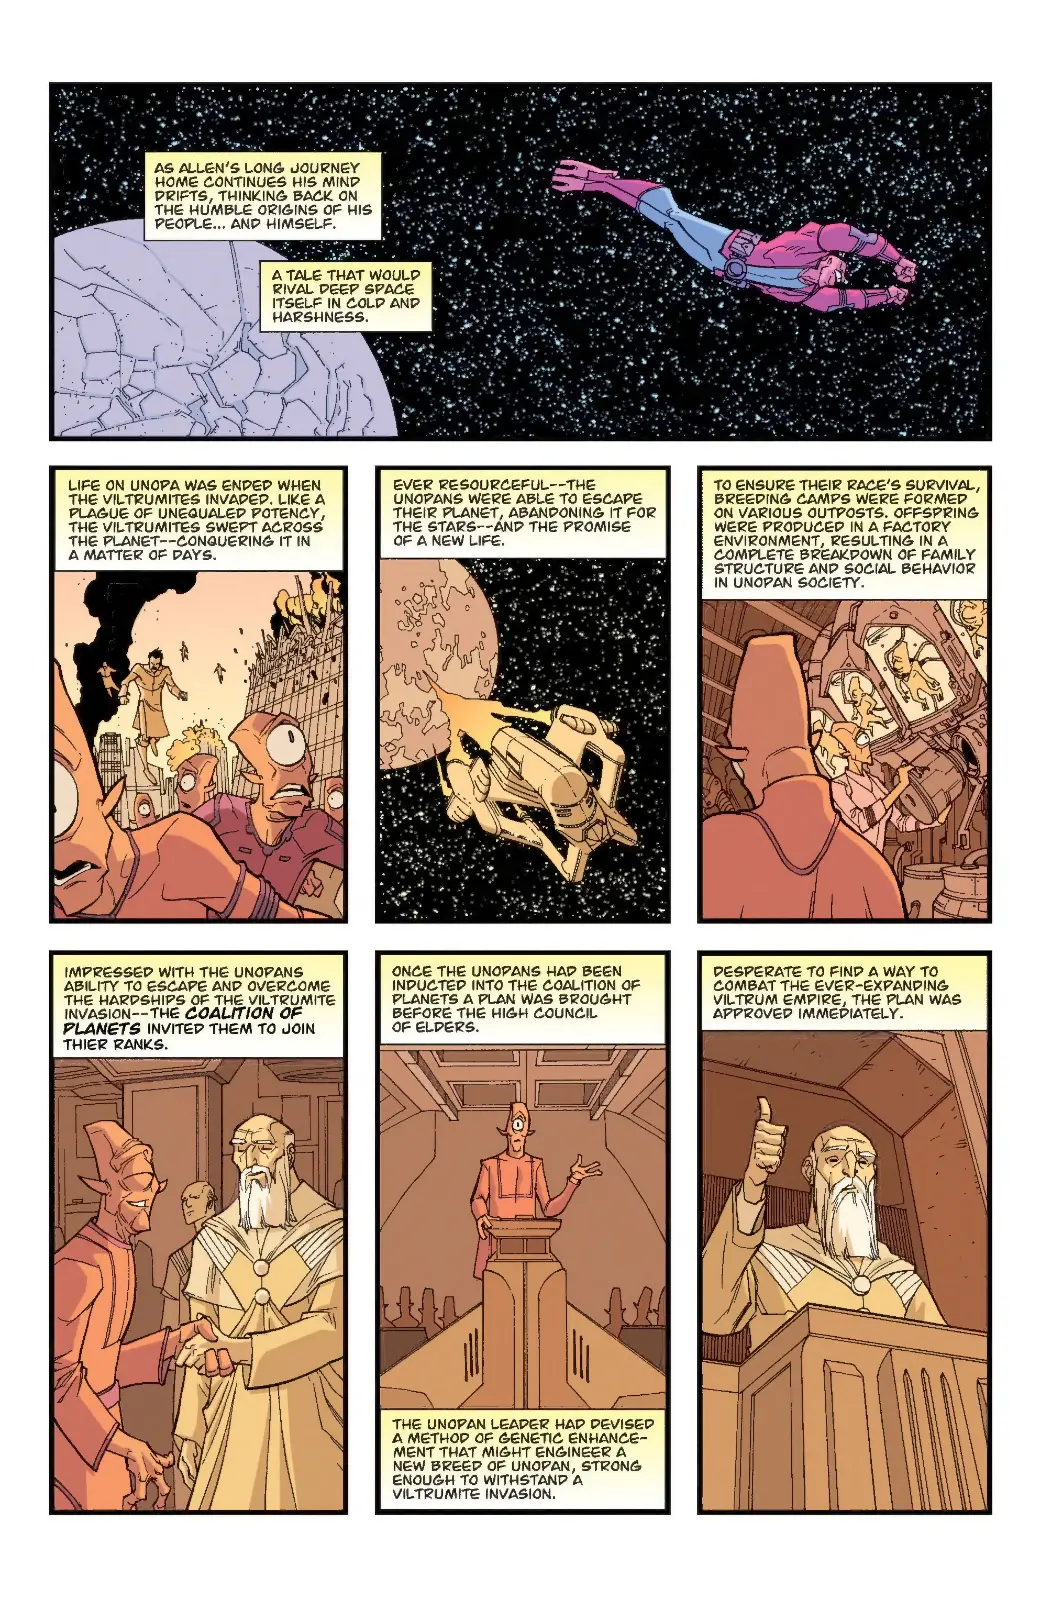 AS ALLEN'S LONG JOURNEY
HOME CONTINUES HIS MIND
DRIFTS, THINKING BACK ON
THE HUMBLE ORIGINS OF HIS
PEOPLE... AND HIMSELF.
A TALE THAT WOULD
RIVAL DEEP SPACE
ITSELF IN COLD AND
HARSHNESS.
LIFE ON UNOPA WAS ENDED WHEN
THE VILTRUMITES INVADED. LIKE A
PLAGUE OF UNEQUALED POTENCY,
THE VILTRUMITES SWEPT ACROSS
THE PLANET--CONQUERING IT IN
A MATTER OF DAYS.
EVER RESOURCEFUL--THE
UNOPANS WERE ABLE TO ESCAPE
THEIR PLANET, ABANDONING IT FOR
THE STARS--AND THE PROMISE
OF A NEW LIFE.
TO ENSURE THEIR RACE'S SURVIVAL,
BREEDING CAMPS WERE FORMED
ON VARIOUS OUTPOSTS. OFFSPRING
WERE PRODUCED IN A FACTORY
ENVIRONMENT, RESULTING IN A
COMPLETE BREAKDOWN OF FAMILY
STRUCTURE AND SOCIAL BEHAVIOR
IN UNOPAN SOCIETY.
IMPRESSED WITH THE UNOPANS
ABILITY TO ESCAPE AND OVERCOME
THE HARDSHIPS OF THE VILTRUMITE
INVASION--THE COALITION OF
PLANETS INVITED THEM TO JOIN
THIER RANKS.
ONCE THE UNOPANS HAD BEEN
INDUCTED INTO THE COALITION OF
PLANETS A PLAN WAS BROUGHT
BEFORE THE HIGH COUNCIL
OF ELDERS.
THE UNOPAN LEADER HAD DEVISED
A METHOD OF GENETIC ENHANCE-
MENT THAT MIGHT ENGINEER A
NEW BREED OF UNOPAN, STRONG
ENOUGH TO WITHSTAND A
VILTRUMITE INVASION.
DESPERATE TO FIND A WAY TO
COMBAT THE EVER-EXPANDING
VILTRUM EMPIRE, THE PLAN WAS
APPROVED IMMEDIATELY.